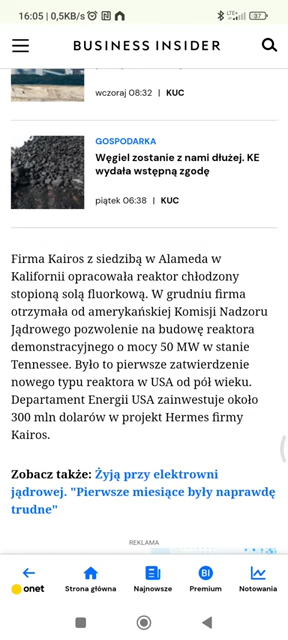 16:05 | 0,5KB/s
LTE+
37
BUSINESS INSIDER
wczoraj 08:32 | KUC
GOSPODARKA
Węgiel zostanie z nami dłużej. KE
wydała wstępną zgodę
piątek 06:38 | KUC
Firma Kairos z siedzibą w Alameda w
Kalifornii opracowała reaktor chłodzony
stopioną solą fluorkową. W grudniu firma
otrzymała od amerykańskiej Komisji Nadzoru
Jądrowego pozwolenie na budowę reaktora
demonstracyjnego o mocy 50 MW w stanie
Tennessee. Było to pierwsze zatwierdzenie
nowego typu reaktora w USA od pół wieku.
Departament Energii USA zainwestuje około
300 mln dolarów w projekt Hermes firmy
Kairos.
Zobacz także: Żyją przy elektrowni
jądrowej. "Pierwsze miesiące były naprawdę
trudne"
REKLAMA
onet
Strona główna
Najnowsze
BI
Premium
Notowania